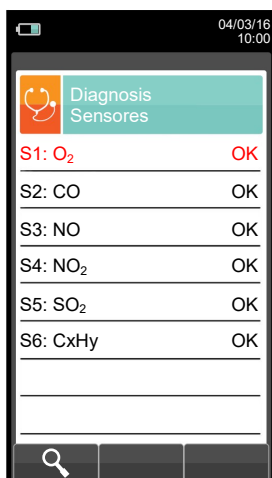 04/03/16
10:00
Diagnosis
Sensores
S1: O₂ OK
S2: CO OK
S3: NO OK
S4: NO₂ OK
S5: SO₂ OK
S6: CxHy OK